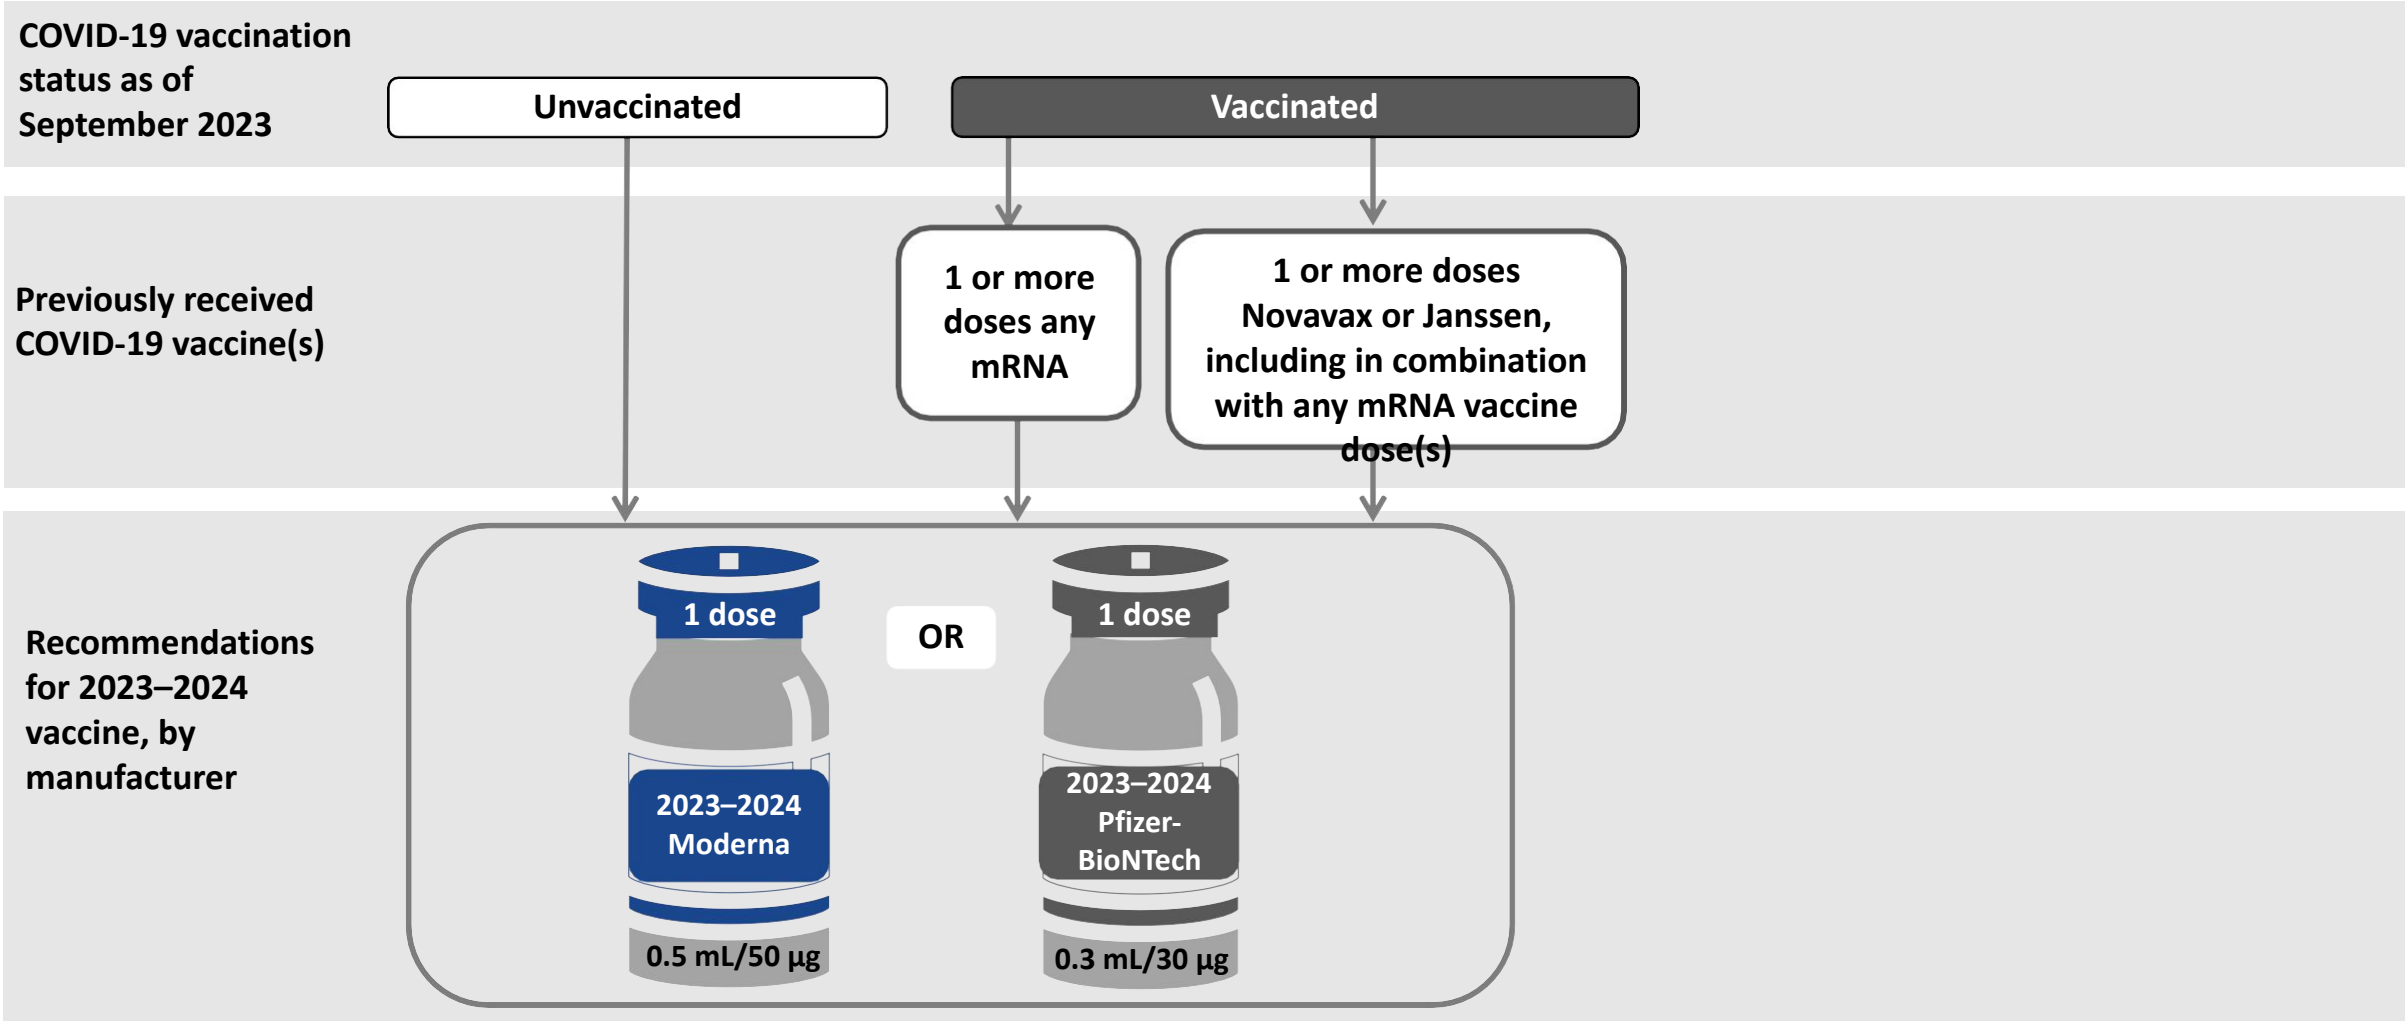 COVID-19 vaccination
status as of
September 2023
Unvaccinated
Vaccinated
Previously received
COVID-19 vaccine(s)
1 or more
doses any
mRNA
1 or more doses
Novavax or Janssen,
including in combination
with any mRNA vaccine
dose(s)
Recommendations
for 2023–2024
vaccine, by
manufacturer
1 dose
2023–2024
Moderna
0.5 mL/50 µg
OR
1 dose
2023–2024
Pfizer-
BioNTech
0.3 mL/30 µg